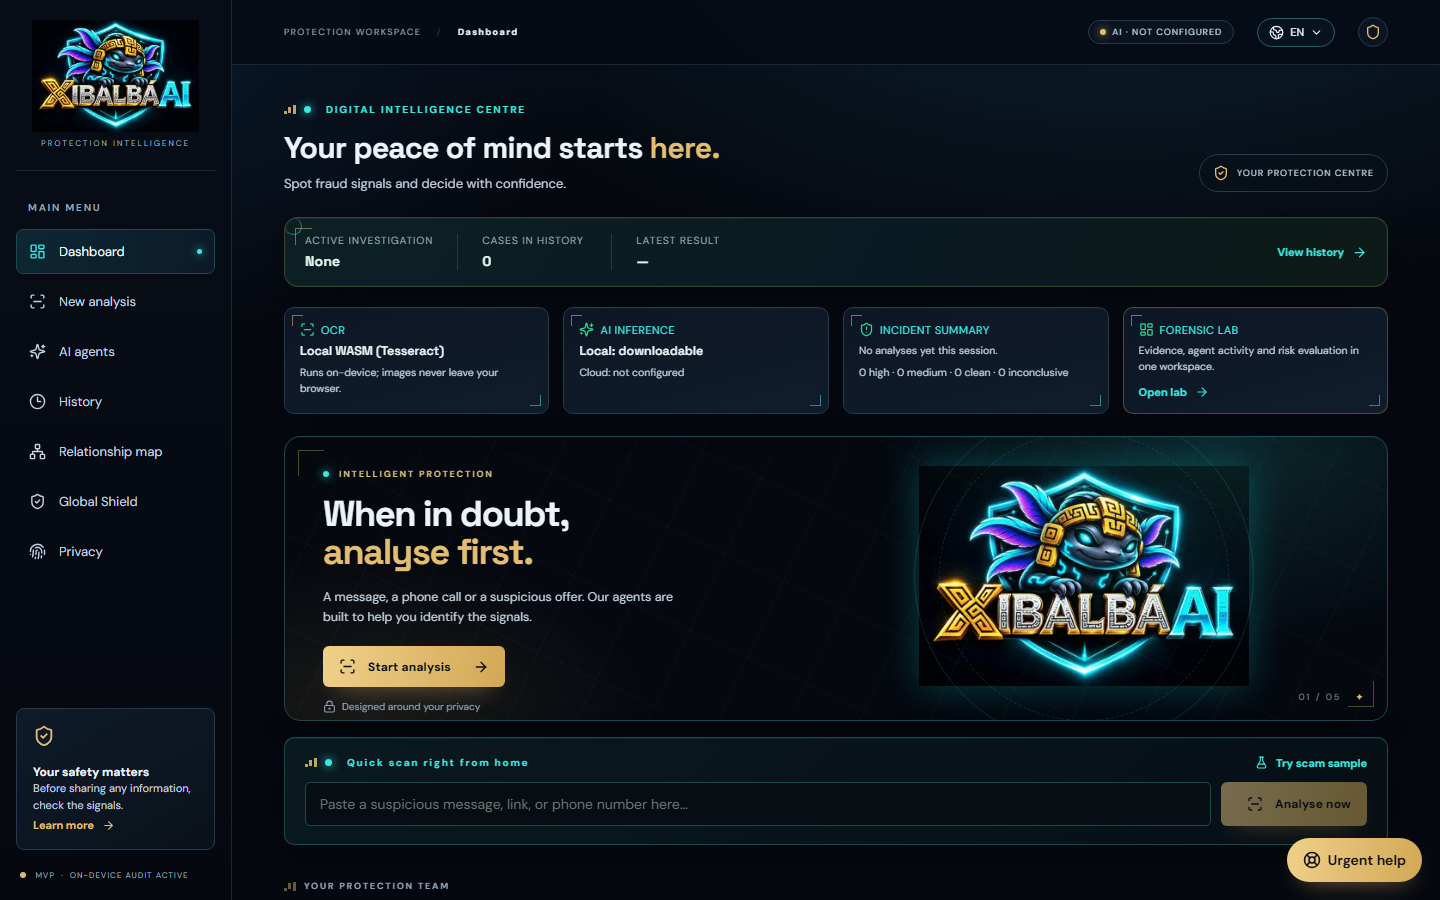 XIBALBÁAI
PROTECTION INTELLIGENCE
MAIN MENU
Dashboard
New analysis
AI agents
History
Relationship map
Global Shield
Privacy
Your safety matters
Before sharing any information,
check the signals.
Learn more
MVP · ON-DEVICE AUDIT ACTIVE
PROTECTION WORKSPACE / Dashboard
AI · NOT CONFIGURED
EN
DIGITAL INTELLIGENCE CENTRE
Your peace of mind starts here.
Spot fraud signals and decide with confidence.
YOUR PROTECTION CENTRE
ACTIVE INVESTIGATION
None
CASES IN HISTORY
0
LATEST RESULT
—
View history
OCR
Local WASM (Tesseract)
Runs on-device; images never leave your
browser.
AI INFERENCE
Local: downloadable
Cloud: not configured
INCIDENT SUMMARY
No analyses yet this session.
0 high · 0 medium · 0 clean · 0 inconclusive
FORENSIC LAB
Evidence, agent activity and risk evaluation in
one workspace.
Open lab
INTELLIGENT PROTECTION
When in doubt,
analyse first.
A message, a phone call or a suspicious offer. Our agents are
built to help you identify the signals.
Start analysis
Designed around your privacy
XIBALBÁAI
01 / 05
Quick scan right from home
Try scam sample
Paste a suspicious message, link, or phone number here...
Analyse now
Urgent help
YOUR PROTECTION TEAM